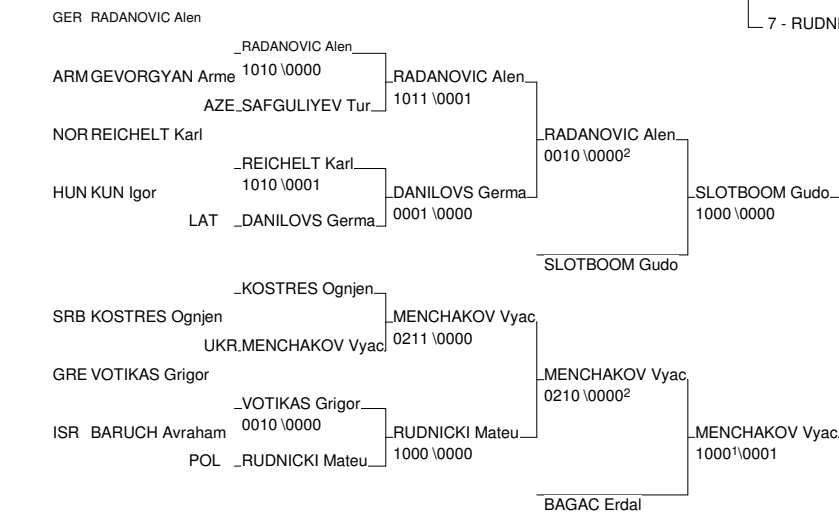 GER RADANOVIC Alen
7 - RUDNI
RADANOVIC Alen
ARM GEVORGYAN Arme 1010 \0000 RADANOVIC Alen
AZE SAFGULIYEV Tur 1011 \0001
NOR REICHELT Karl RADANOVIC Alen
REICHELT Karl 0010 \0000²
1010 \0001
HUN KUN Igor DANILOVS Germa SLOTBOOM Gudo
LAT DANILOVS Germa 0001 \0000 1000 \0000
SLOTBOOM Gudo
KOSTRES Ognjen
SRB KOSTRES Ognjen MENCHAKOV Vyac
UKR MENCHAKOV Vyac 0211 \0000
GRE VOTIKAS Grigor MENCHAKOV Vyac
VOTIKAS Grigor 0210 \0000²
0010 \0000
ISR BARUCH Avraham RUDNICKI Mateu MENCHAKOV Vyac
POL RUDNICKI Mateu 1000 \0000 1000¹\0001
BAGAC Erdal